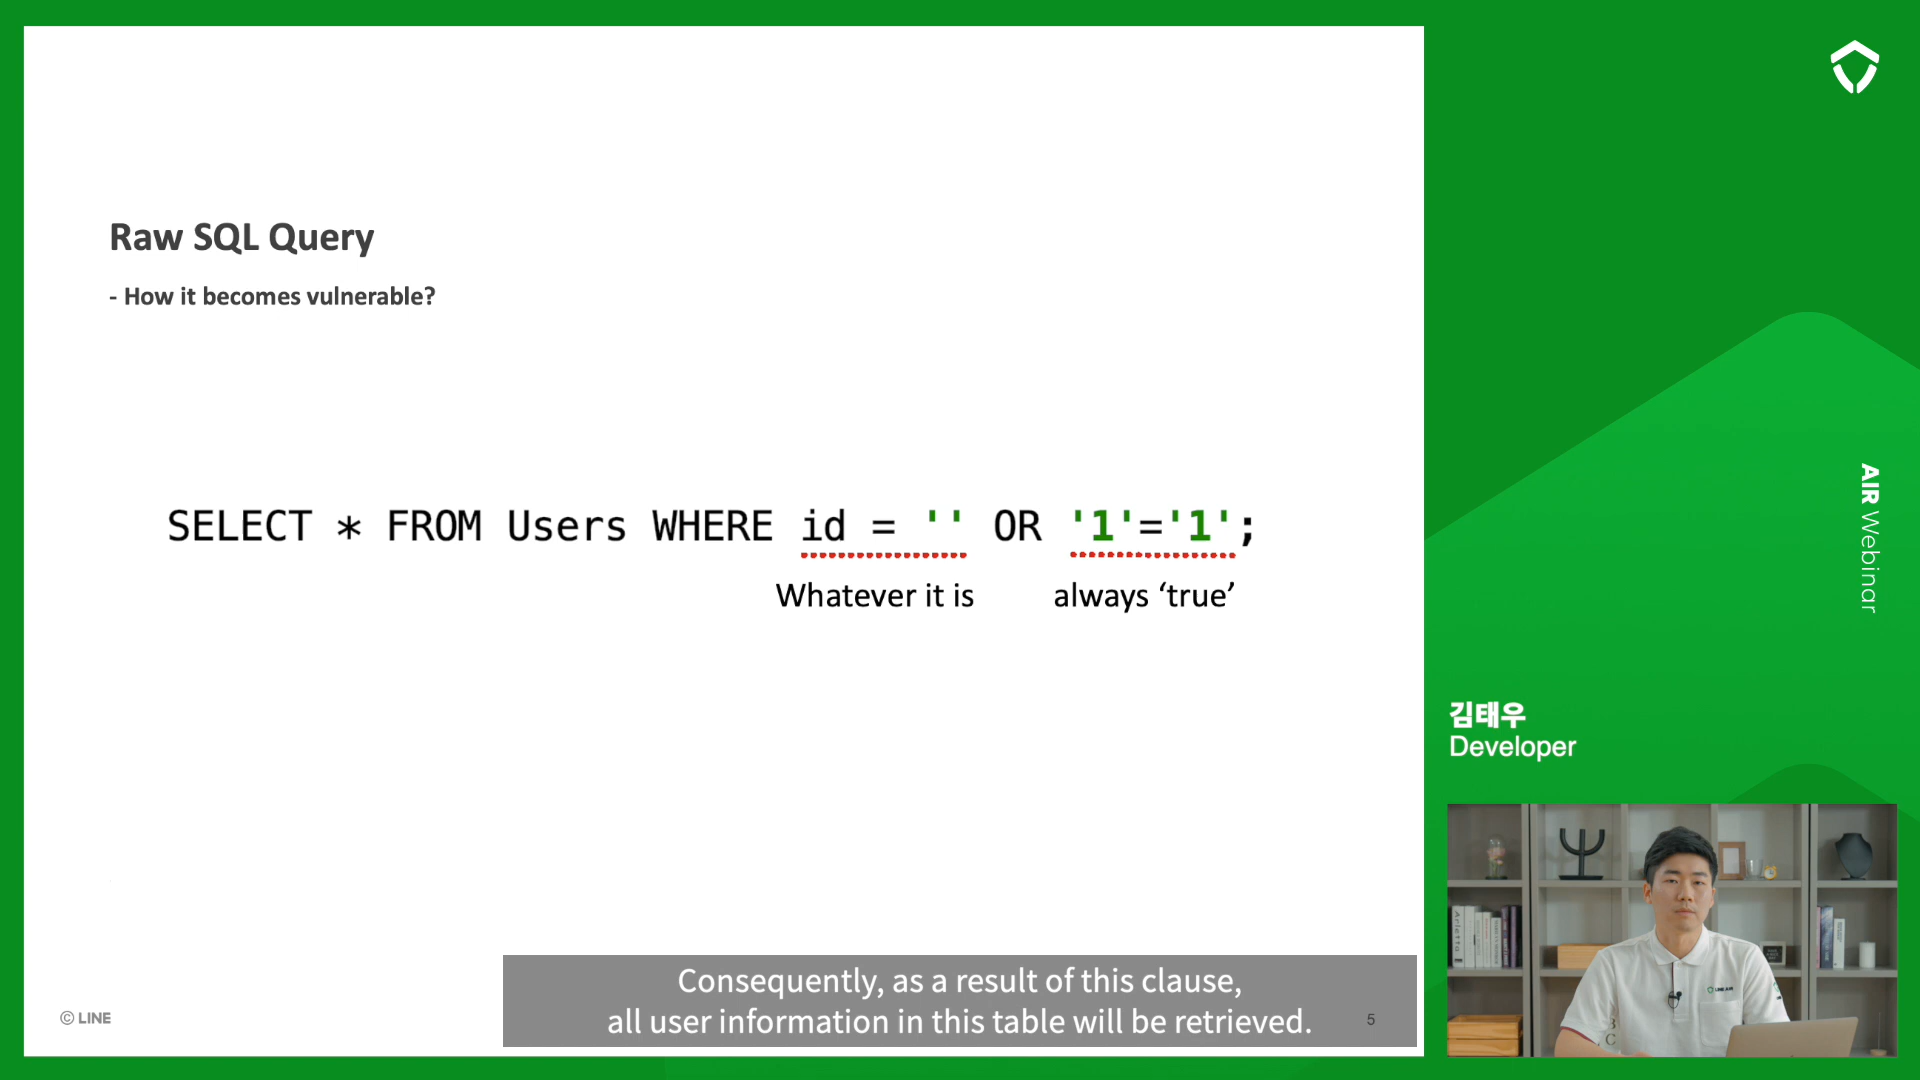 Raw SQL Query
- How it becomes vulnerable?
SELECT * FROM Users WHERE id = '' OR '1'='1';
Whatever it is always ‘true’
Consequently, as a result of this clause,
all user information in this table will be retrieved.
© LINE
5
AIR Webinar
김태우
Developer